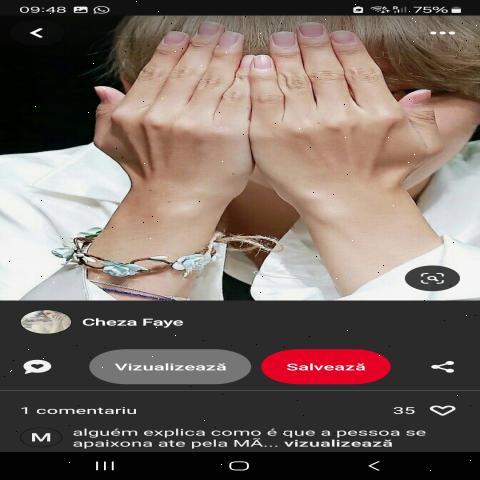 09:48 75%
Cheza Faye
Vizualizează Salvează
1 comentariu 35
M alguém explica como é que a pessoa se
apaixona ate pela MÃ... vizualizează